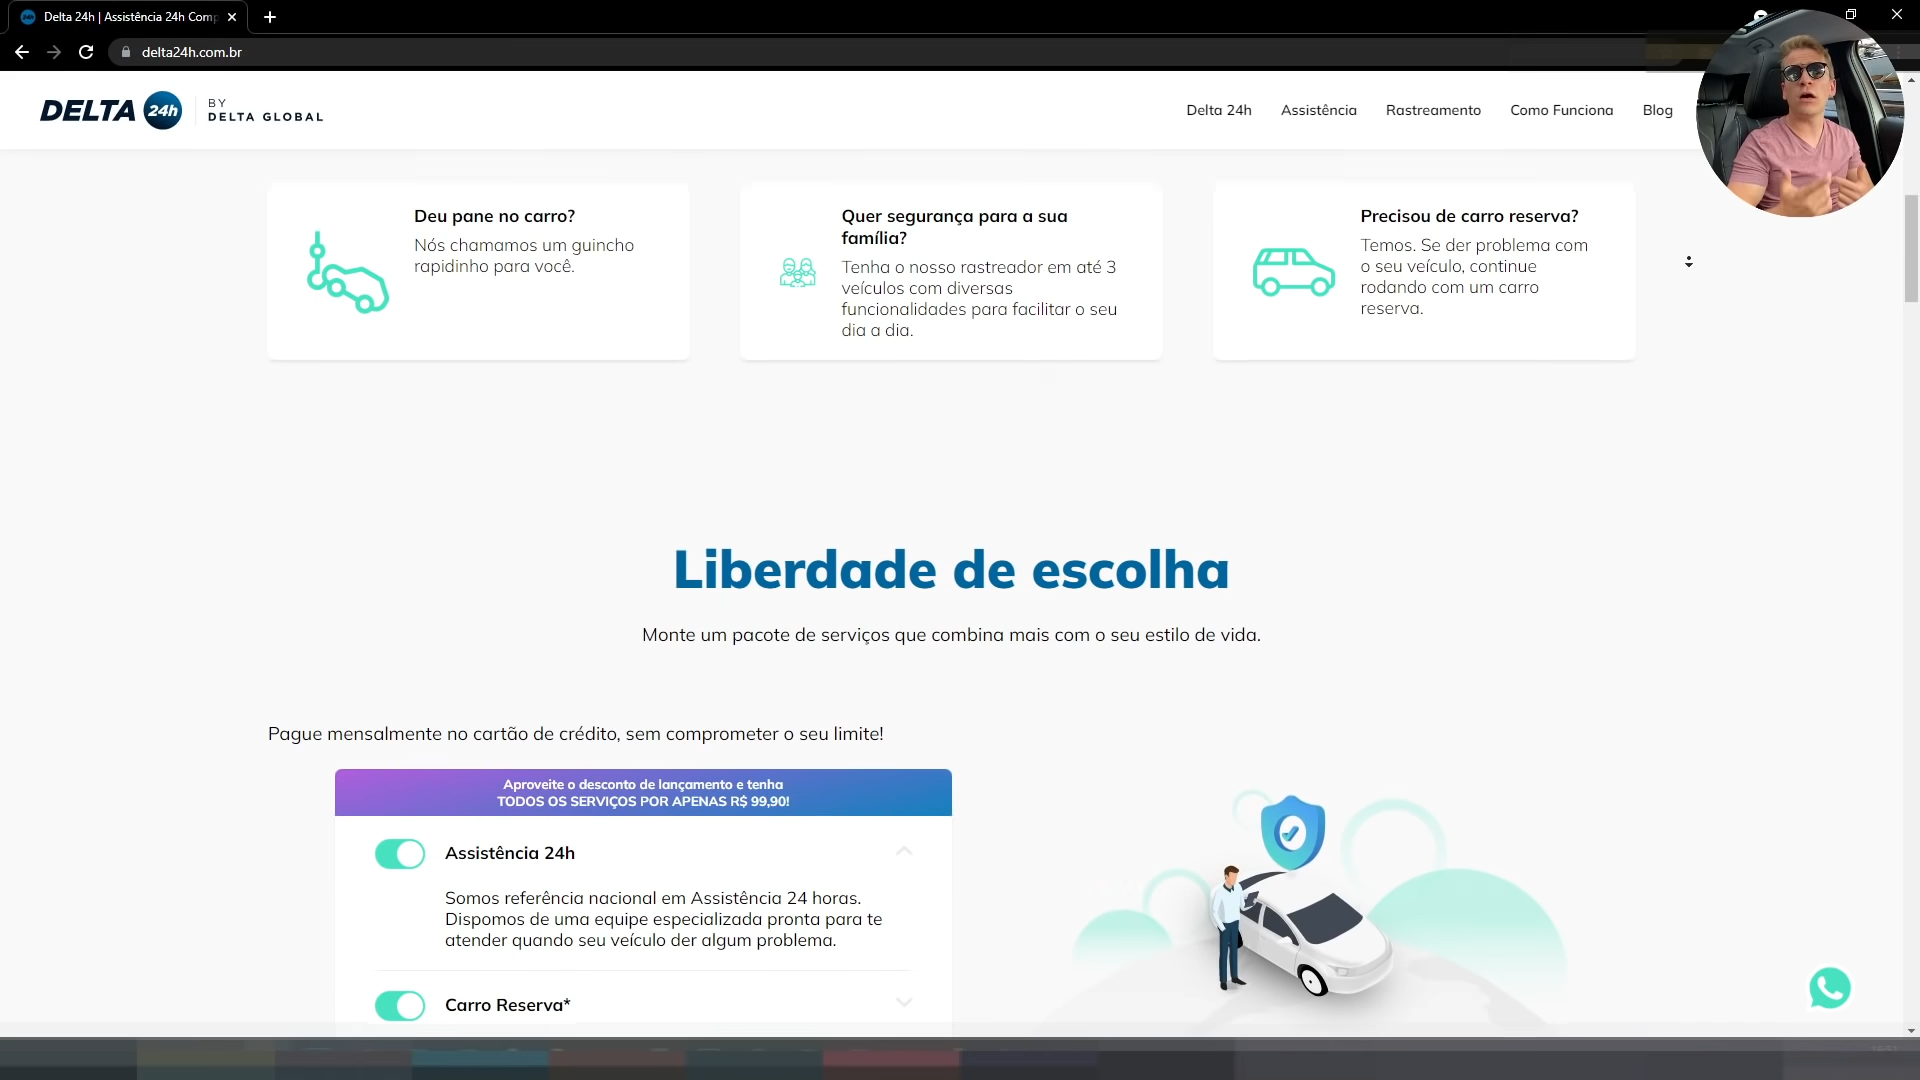 Delta 24h | Assistência 24h Comp
delta24h.com.br
DELTA 24h
BY
DELTA GLOBAL
Delta 24h
Assistência
Rastreamento
Como Funciona
Blog
Deu pane no carro?
Nós chamamos um guincho
rapidinho para você.
Quer segurança para a sua
família?
Tenha o nosso rastreador em até 3
veículos com diversas
funcionalidades para facilitar o seu
dia a dia.
Precisou de carro reserva?
Temos. Se der problema com
o seu veículo, continue
rodando com um carro
reserva.
Liberdade de escolha
Monte um pacote de serviços que combina mais com o seu estilo de vida.
Pague mensalmente no cartão de crédito, sem comprometer o seu limite!
Aproveite o desconto de lançamento e tenha
TODOS OS SERVIÇOS POR APENAS R$ 99,90!
Assistência 24h
Somos referência nacional em Assistência 24 horas.
Dispomos de uma equipe especializada pronta para te
atender quando seu veículo der algum problema.
Carro Reserva*